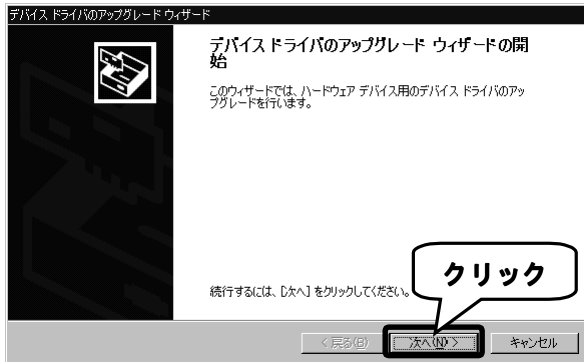 デバイス ドライバのアップグレード ウィザード
デバイス ドライバのアップグレード ウィザードの開
始
このウィザードでは、ハードウェア デバイス用のデバイス ドライバのアッ
プグレードを行います。
クリック
続行するには、[次へ] をクリックしてください。
< 戻る(B)
次へ(N) >
キャンセル